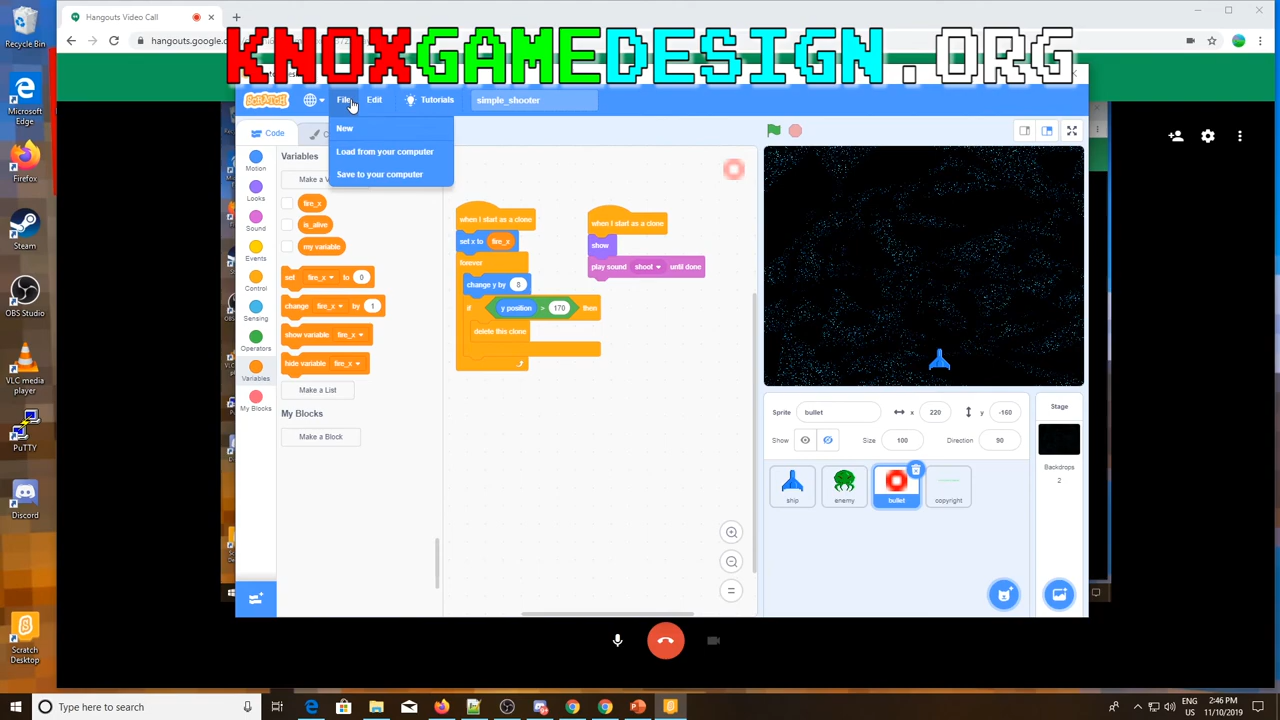 Hangouts Video Call
https://hangouts.google.c
KNOXGAMEDESIGN.ORG
Recycle Bin
Microsoft Edge
Firefox
Steam
OBS Studio
VLC media player
PuTTY
Discord
Scratch Desktop
SCRATCH
File
Edit
Tutorials
simple_shooter
New
Load from your computer
Save to your computer
Code
Motion
Looks
Sound
Events
Control
Sensing
Operators
Variables
My Blocks
Variables
Make a V
fire_x
is_alive
my variable
set fire_x to 0
change fire_x by 1
show variable fire_x
hide variable fire_x
Make a List
My Blocks
Make a Block
when I start as a clone
set x to fire_x
forever
change y by 8
if y position > 170 then
delete this clone
when I start as a clone
show
play sound shoot until done
Sprite bullet x 220 y -160
Show Size 100 Direction 90
ship
enemy
bullet
copyright
Stage
Backdrops
2
Type here to search
ENG
US
2:46 PM
11/10/2019